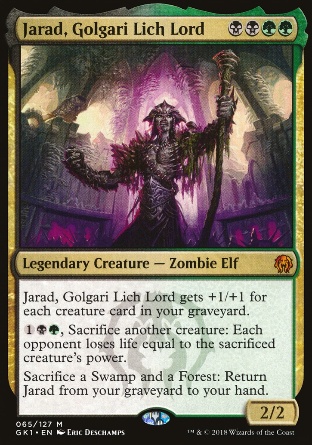 Jarad, Golgari Lich Lord
Legendary Creature — Zombie Elf
Jarad, Golgari Lich Lord gets +1/+1 for
each creature card in your graveyard.
1, Sacrifice another creature: Each
opponent loses life equal to the sacrificed
creature's power.
Sacrifice a Swamp and a Forest: Return
Jarad from your graveyard to your hand.
2/2
065/127 M
GK1 • EN Eric Deschamps
™ & © 2018 Wizards of the Coast